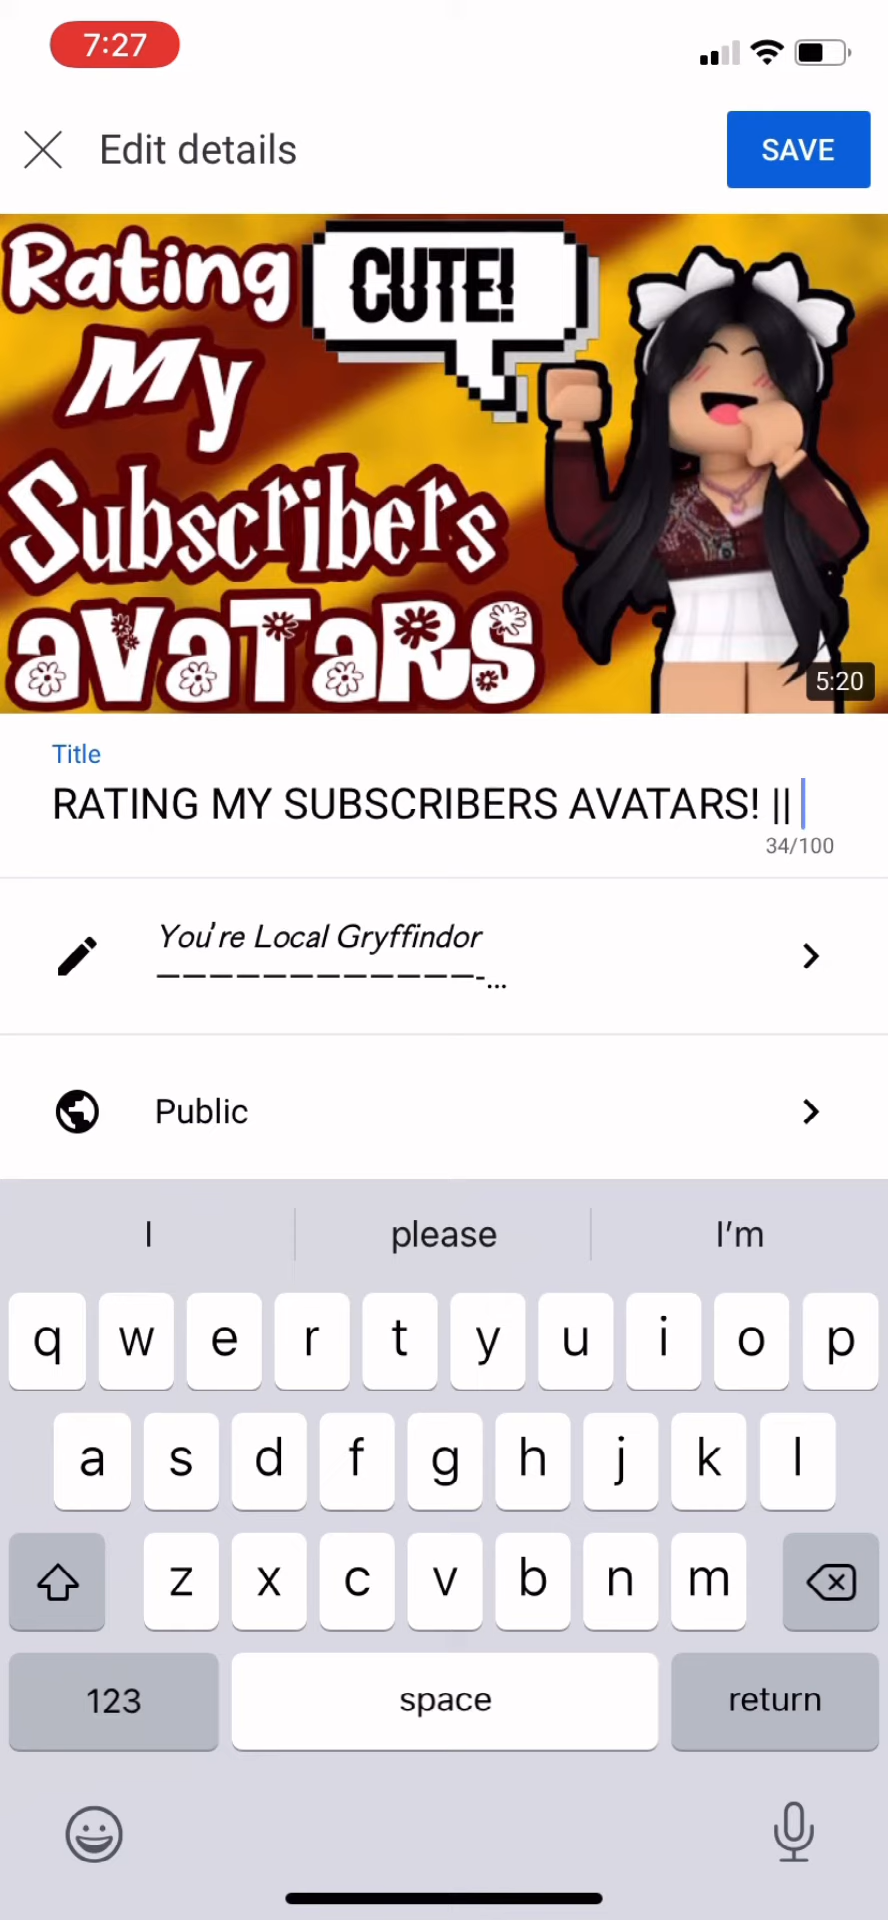 7:27
Edit details
SAVE
Rating
CUTE!
My
Subscribers
avaTaRS
5:20
Title
RATING MY SUBSCRIBERS AVATARS! ||
34/100
You're Local Gryffindor
————————————-...
Public
I please I'm
q w e r t y u i o p
a s d f g h j k l
z x c v b n m
123 space return